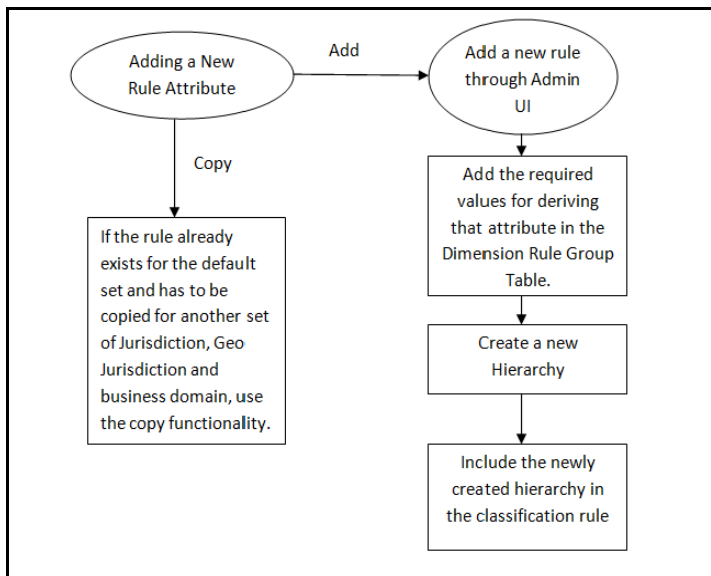 Adding a New
Rule Attribute
Add
Add a new rule
through Admin
UI
Copy
If the rule already
exists for the default
set and has to be
copied for another set
of Jurisdiction, Geo
Jurisdiction and
business domain, use
the copy functionality.
Add the required
values for deriving
that attribute in the
Dimension Rule Group
Table.
Create a new
Hierarchy
Include the newly
created hierarchy in
the classification rule